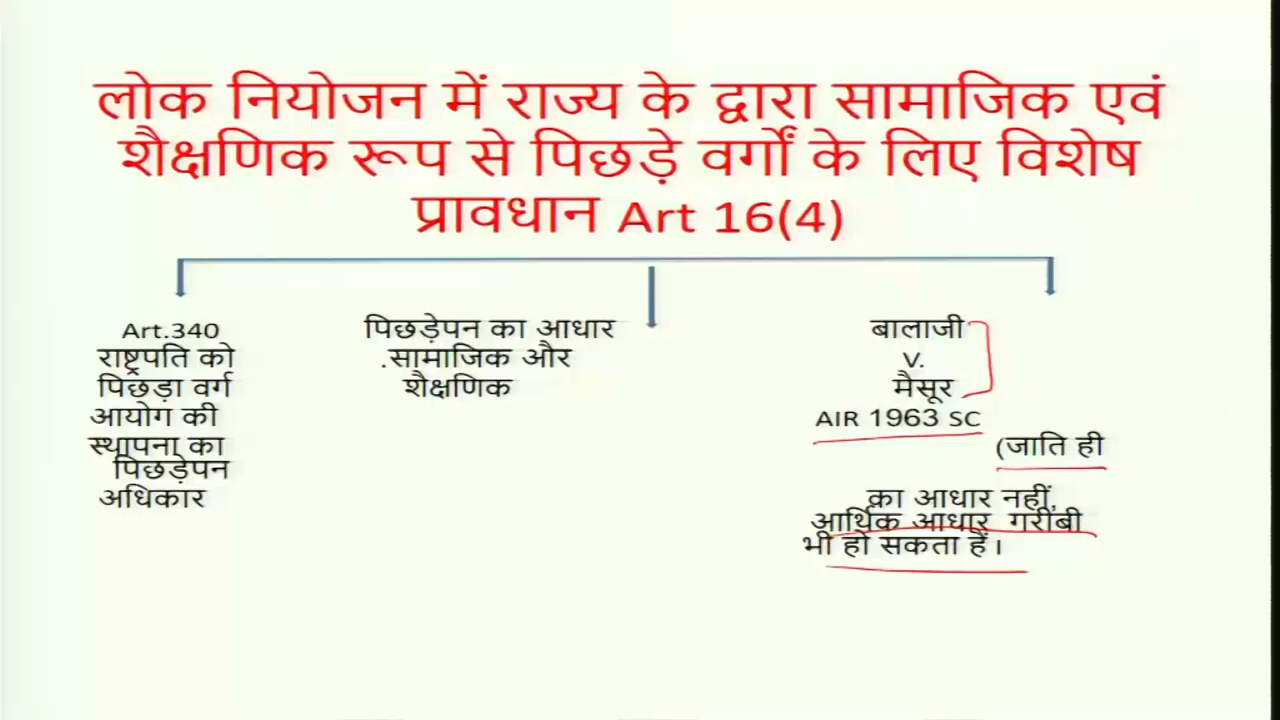 लोक नियोजन में राज्य के द्वारा सामाजिक एवं
शैक्षणिक रूप से पिछड़े वर्गों के लिए विशेष
प्रावधान Art 16(4)
Art.340
राष्ट्रपति को
पिछड़ा वर्ग
आयोग की
स्थापना का
पिछड़ेपन
अधिकार
पिछड़ेपन का आधार
.सामाजिक और
शैक्षणिक
बालाजी
v.
मैसूर
AIR 1963 SC
(जाति ही
का आधार नहीं,
आर्थिक आधार गरीबी
भी हो सकता है।